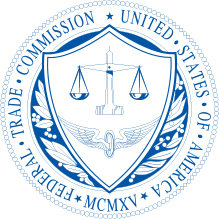 FEDERAL · TRADE · COMMISSION ★ UNITED · STATES · OF · AMERICA
★ MCMXV ★